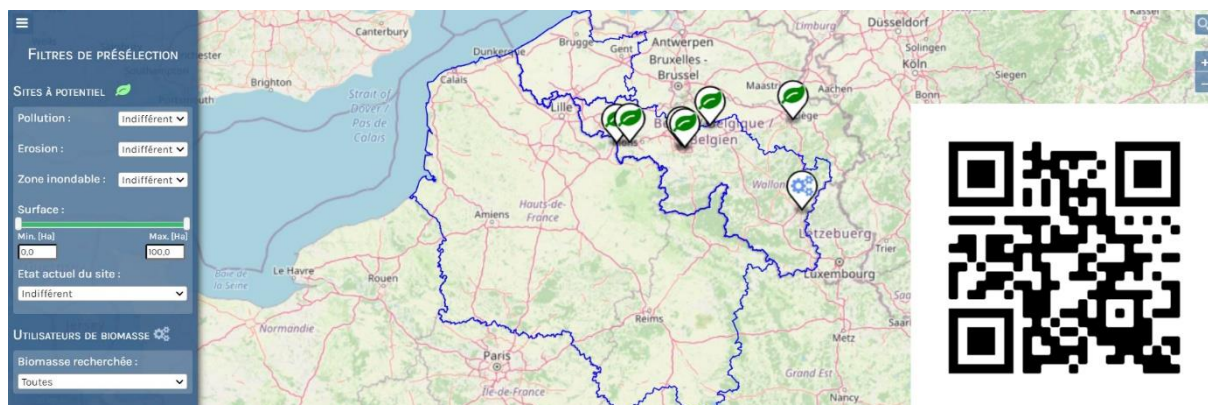 FILTRES DE PRÉSÉLECTION
SITES À POTENTIEL
Pollution :
Indifférent
Erosion :
Indifférent
Zone inondable :
Indifférent
Surface :
Min. [Ha]
Max. [Ha]
0,0
100,0
Etat actuel du site :
Indifférent
UTILISATEURS DE BIOMASSE
Biomasse recherchée :
Toutes
Canterbury
Brighton
Strait of
Dover /
Pas de
Calais
Dunkerque
Calais
Brugge
Gent
Antwerpen
Bruxelles -
Brussel
Limburg
Düsseldorf
Solingen
Köln
Siegen
Bonn
Aachen
Lille
Belgien
Amiens
Hauts-de-
France
Baie de
la Seine
Le Havre
Rouen
Normandie
Reims
Paris
Île-de-France
Lëtzebuerg
Luxembourg
Trier
Metz
Grand Est
Nancy